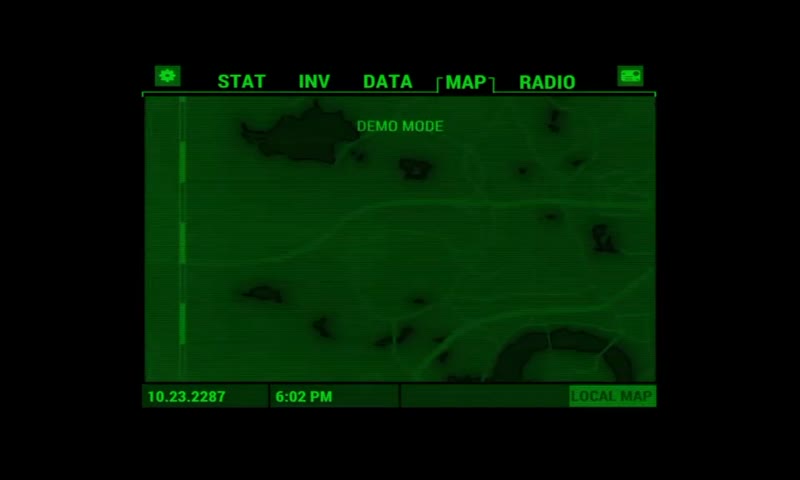 STAT INV DATA MAP RADIO
DEMO MODE
10.23.2287 6:02 PM LOCAL MAP